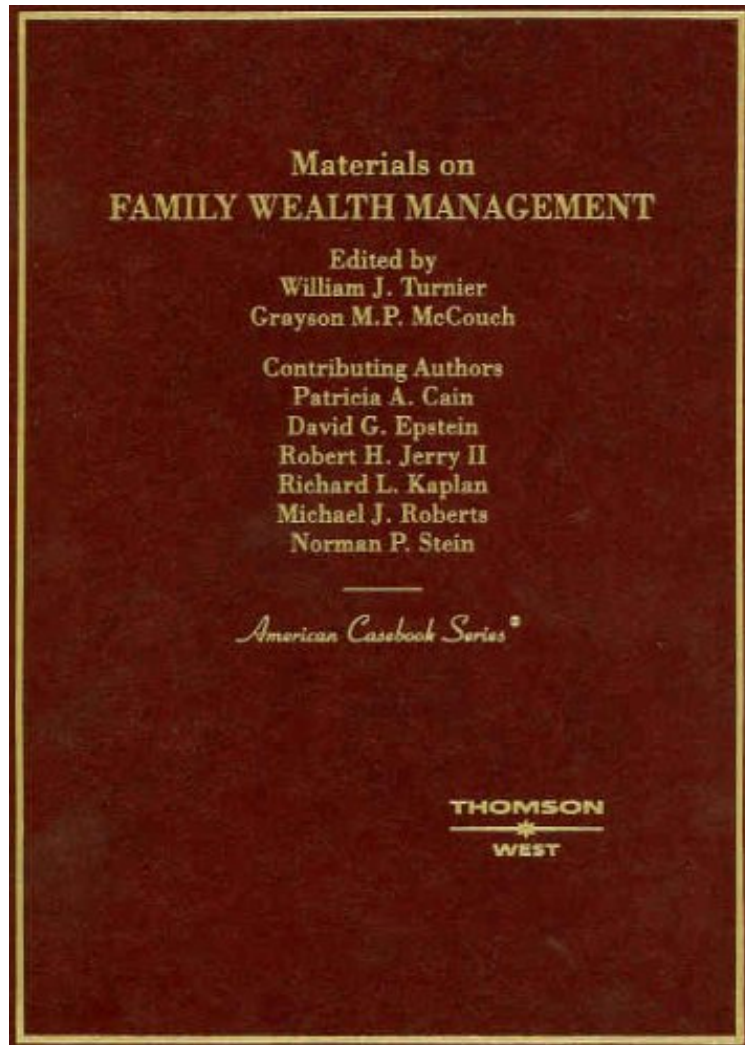 Materials on
FAMILY WEALTH MANAGEMENT
Edited by
William J. Turnier
Grayson M.P. McCouch
Contributing Authors
Patricia A. Cain
David G. Epstein
Robert H. Jerry II
Richard L. Kaplan
Michael J. Roberts
Norman P. Stein
American Casebook Series®
THOMSON
WEST